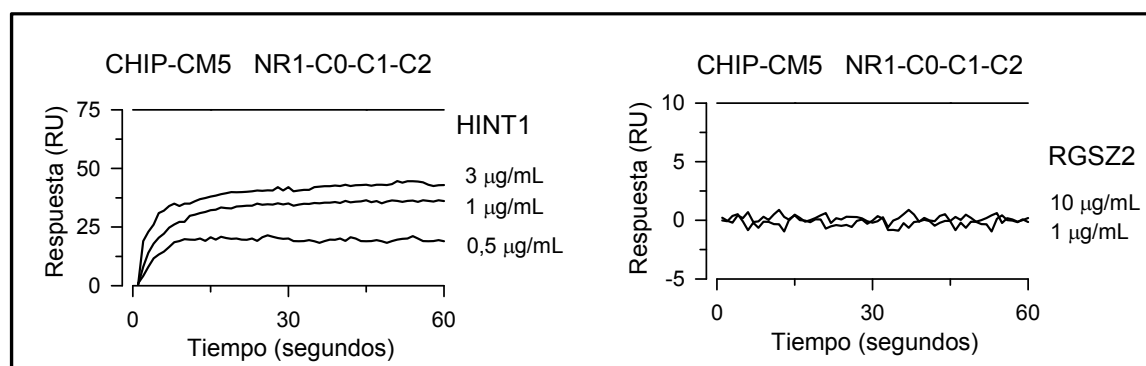 CHIP-CM5 NR1-C0-C1-C2
75
50
25
0
Respuesta (RU)
HINT1
3 μg/mL
1 μg/mL
0,5 μg/mL
0 30 60
Tiempo (segundos)
CHIP-CM5 NR1-C0-C1-C2
10
5
0
-5
Respuesta (RU)
RGSZ2
10 μg/mL
1 μg/mL
0 30 60
Tiempo (segundos)